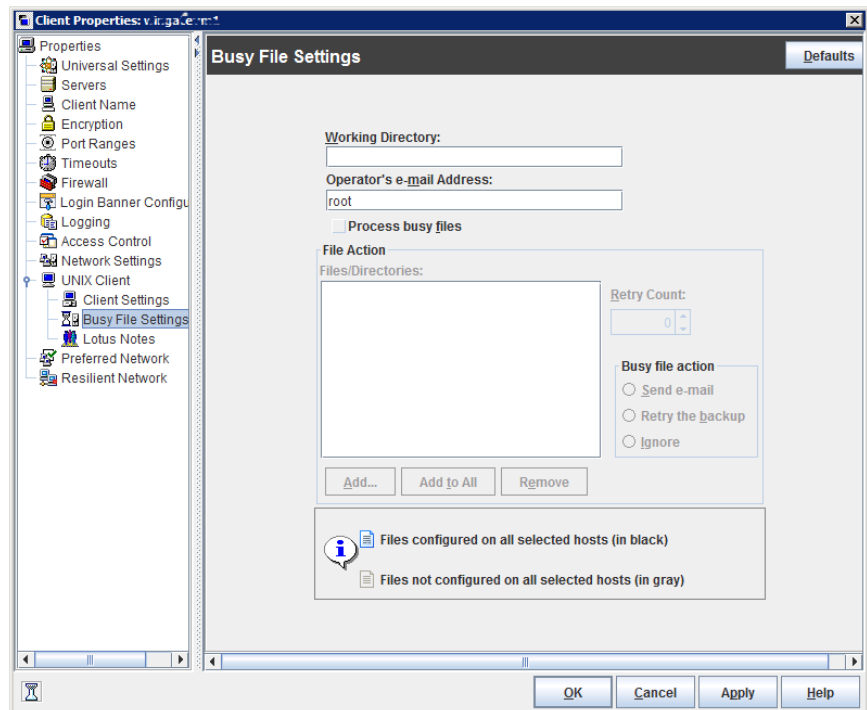 Client Properties:
Properties
Universal Settings
Servers
Client Name
Encryption
Port Ranges
Timeouts
Firewall
Login Banner Configu
Logging
Access Control
Network Settings
UNIX Client
Client Settings
Busy File Settings
Lotus Notes
Preferred Network
Resilient Network
Busy File Settings
Defaults
Working Directory:
Operator's e-mail Address:
root
Process busy files
File Action
Files/Directories:
Retry Count:
0
Busy file action
Send e-mail
Retry the backup
Ignore
Add...
Add to All
Remove
Files configured on all selected hosts (in black)
Files not configured on all selected hosts (in gray)
OK
Cancel
Apply
Help